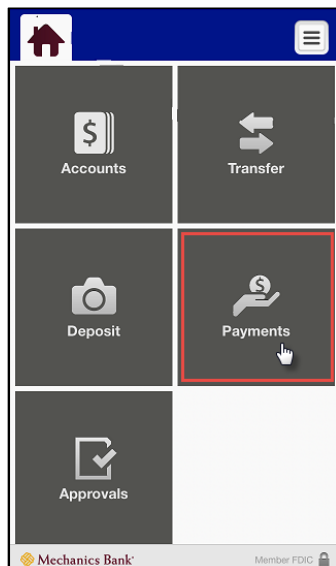 Accounts
Transfer
Deposit
Payments
Approvals
Mechanics Bank Member FDIC